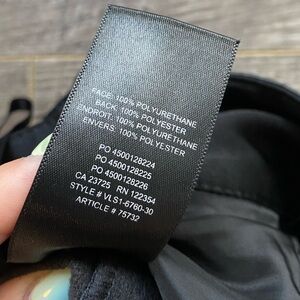 FACE: 100% POLYURETHANE
BACK: 100% POLYESTER
ENDROIT: 100% POLYURETHANE
ENVERS: 100% POLYESTER
PO 4500128224
PO 4500128225
PO 4500128226
CA 23725 RN 122354
STYLE # VLS1-6760-30
ARTICLE # 75732